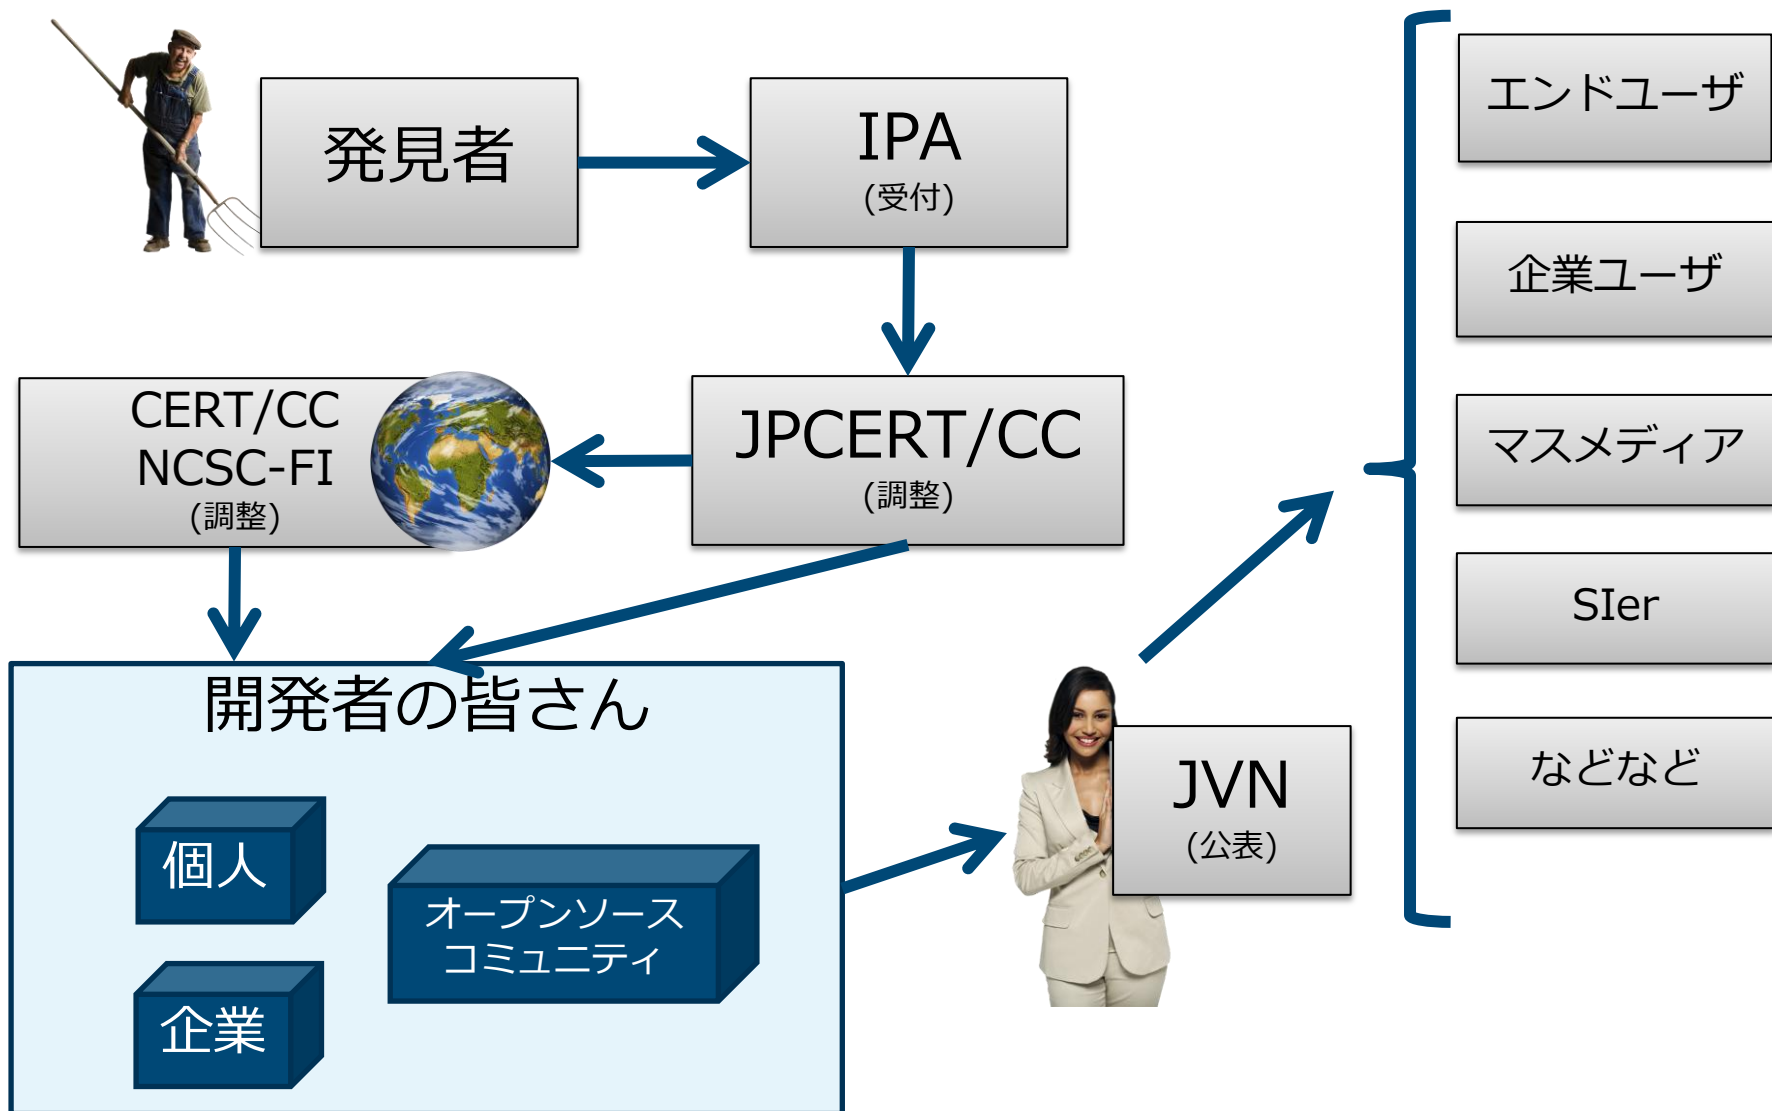 発見者
IPA
(受付)
CERT/CC
NCSC-FI
(調整)
JPCERT/CC
(調整)
開発者の皆さん
個人
企業
オープンソース
コミュニティ
JVN
(公表)
エンドユーザ
企業ユーザ
マスメディア
SIer
などなど